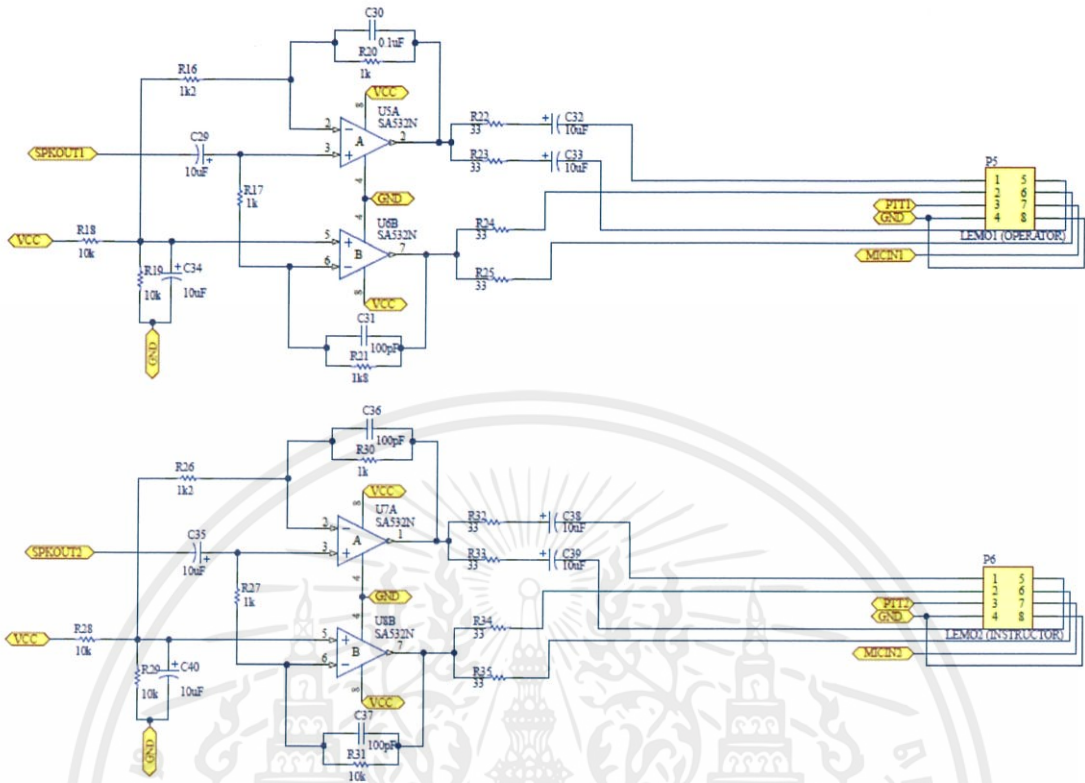 C30
0.1uF
R20
1k
R16
1k2
VCC
8
U5A
SA532N
2
A
2
3
4
R22
33
C32
10uF
R23
33
C33
10uF
SPKOUT1
C29
10uF
R17
1k
GND
4
U6B
SA532N
5
B
7
6
8
VCC
R24
33
R25
33
VCC
R18
10k
R19
10k
C34
10uF
GND
C31
100pF
R21
1k8
P5
1 5
2 6
3 7
4 8
PTT1
GND
LEMO1 (OPERATOR)
MICIN1
C36
100pF
R30
1k
R26
1k2
VCC
8
U7A
SA532N
2
A
1
3
4
R32
33
C38
10uF
R33
33
C39
10uF
SPKOUT2
C35
10uF
R27
1k
GND
4
U8B
SA532N
5
B
7
6
8
VCC
R34
33
R35
33
VCC
R28
10k
R29
10k
C40
10uF
GND
C37
100pF
R31
10k
P6
1 5
2 6
3 7
4 8
PTT2
GND
LEMO2 (INSTRUCTOR)
MICIN2